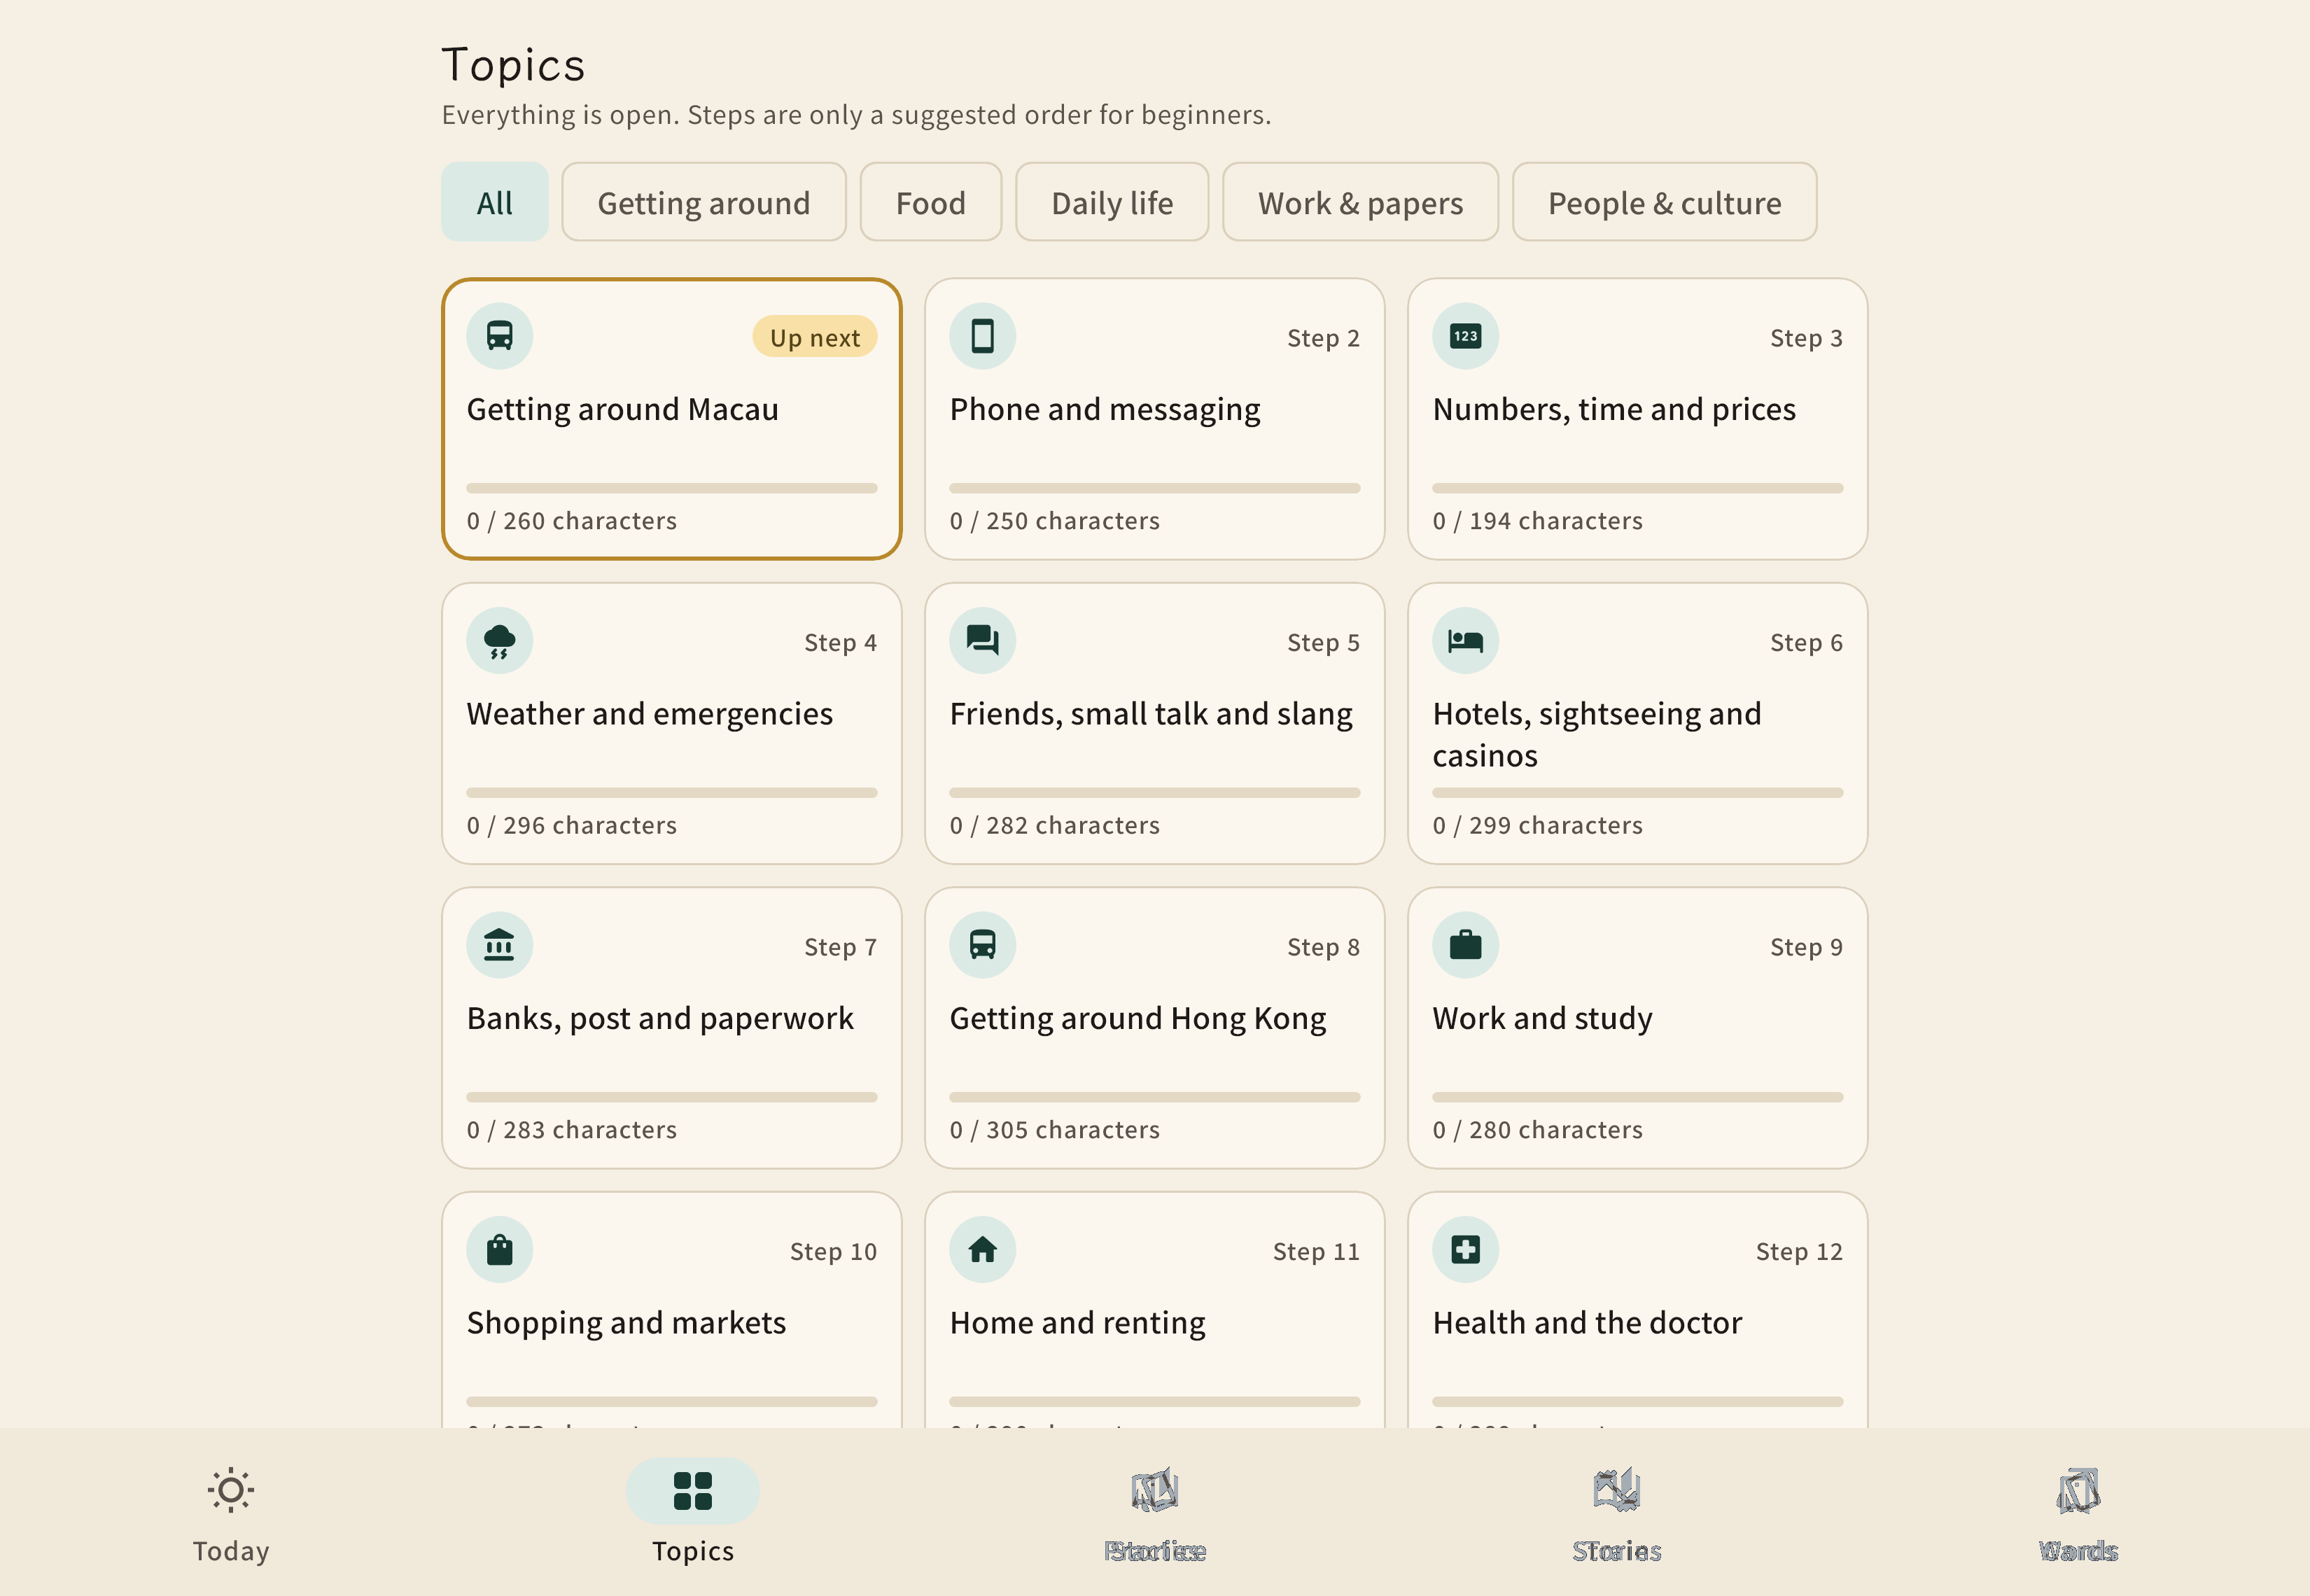 Topics
Everything is open. Steps are only a suggested order for beginners.
All
Getting around
Food
Daily life
Work & papers
People & culture
Up next
Getting around Macau
0 / 260 characters
Step 2
Phone and messaging
0 / 250 characters
123
Step 3
Numbers, time and prices
0 / 194 characters
Step 4
Weather and emergencies
0 / 296 characters
Step 5
Friends, small talk and slang
0 / 282 characters
Step 6
Hotels, sightseeing and
casinos
0 / 299 characters
Step 7
Banks, post and paperwork
0 / 283 characters
Step 8
Getting around Hong Kong
0 / 305 characters
Step 9
Work and study
0 / 280 characters
Step 10
Shopping and markets
Step 11
Home and renting
Step 12
Health and the doctor
Today
Topics